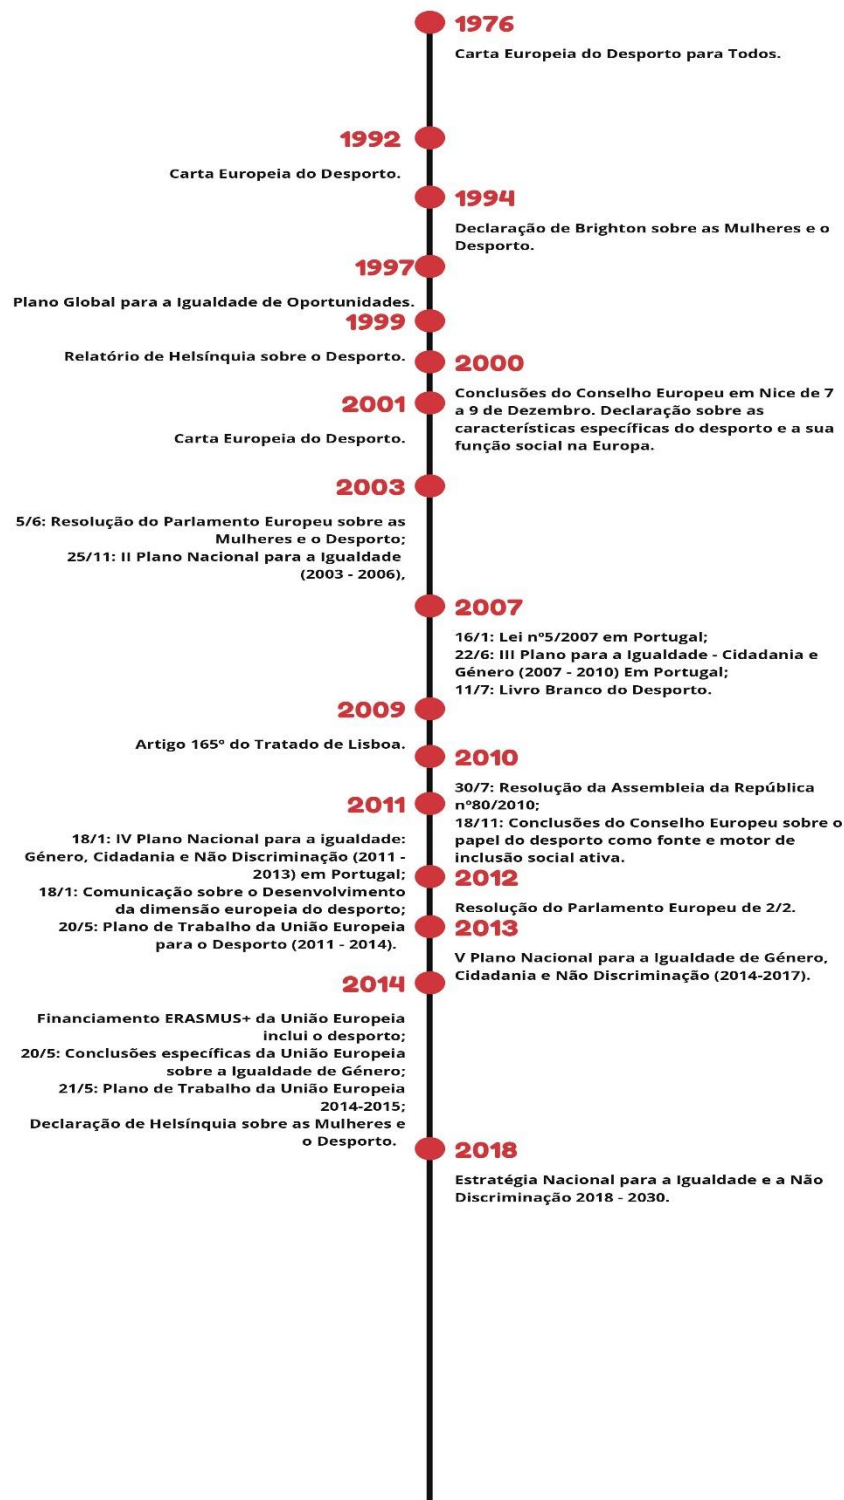 1976
Carta Europeia do Desporto para Todos.
1992
Carta Europeia do Desporto.
1994
Declaração de Brighton sobre as Mulheres e o
Desporto.
1997
Plano Global para a Igualdade de Oportunidades.
1999
Relatório de Helsínquia sobre o Desporto.
2000
Conclusões do Conselho Europeu em Nice de 7
a 9 de Dezembro. Declaração sobre as
características específicas do desporto e a sua
função social na Europa.
2001
Carta Europeia do Desporto.
2003
5/6: Resolução do Parlamento Europeu sobre as
Mulheres e o Desporto;
25/11: II Plano Nacional para a Igualdade
(2003 - 2006),
2007
16/1: Lei nº5/2007 em Portugal;
22/6: III Plano para a Igualdade - Cidadania e
Género (2007 - 2010) Em Portugal;
11/7: Livro Branco do Desporto.
2009
Artigo 165º do Tratado de Lisboa.
2010
30/7: Resolução da Assembleia da República
nº80/2010;
18/11: Conclusões do Conselho Europeu sobre o
papel do desporto como fonte e motor de
inclusão social ativa.
2011
18/1: IV Plano Nacional para a igualdade:
Género, Cidadania e Não Discriminação (2011 -
2013) em Portugal;
18/1: Comunicação sobre o Desenvolvimento
da dimensão europeia do desporto;
20/5: Plano de Trabalho da União Europeia
para o Desporto (2011 - 2014).
2012
Resolução do Parlamento Europeu de 2/2.
2013
V Plano Nacional para a Igualdade de Género,
Cidadania e Não Discriminação (2014-2017).
2014
Financiamento ERASMUS+ da União Europeia
inclui o desporto;
20/5: Conclusões específicas da União Europeia
sobre a Igualdade de Género;
21/5: Plano de Trabalho da União Europeia
2014-2015;
Declaração de Helsínquia sobre as Mulheres e
o Desporto.
2018
Estratégia Nacional para a Igualdade e a Não
Discriminação 2018 - 2030.